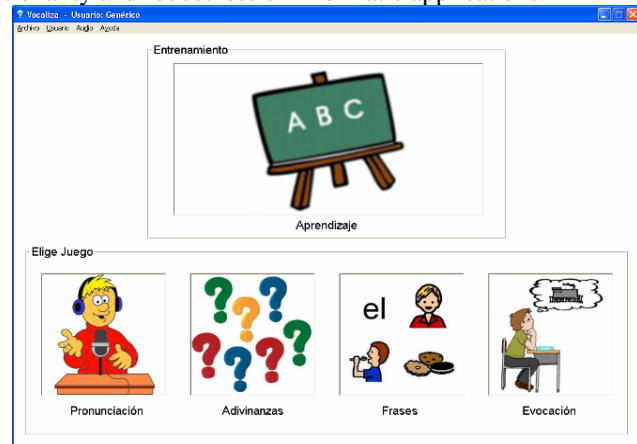 Vocaliza - Usuario: Genérico
Archivo Usuario Audio Ayuda
Entrenamiento
A B C
Aprendizaje
Elige Juego
el
Pronunciación
Adivinanzas
Frases
Evocación